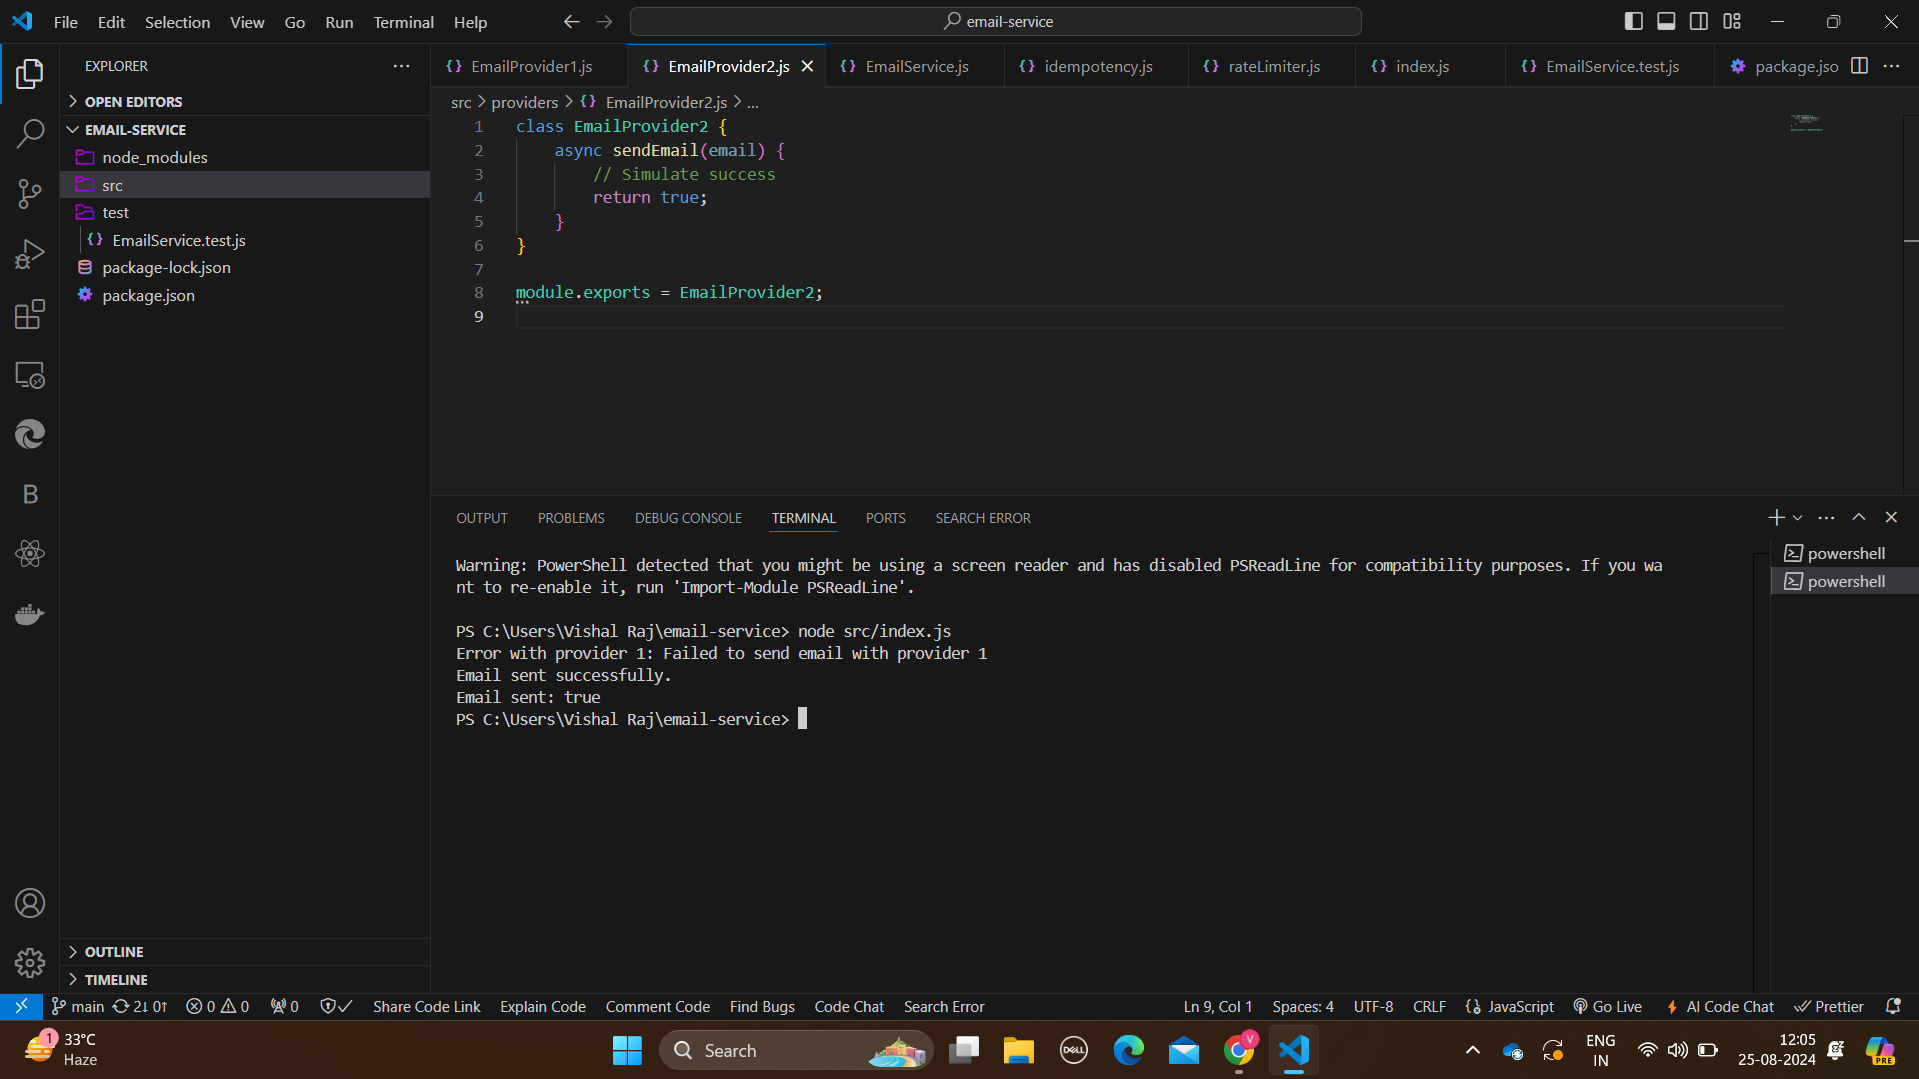 File Edit Selection View Go Run Terminal Help
email-service
EXPLORER
OPEN EDITORS
EMAIL-SERVICE
node_modules
src
test
EmailService.test.js
package-lock.json
package.json
OUTLINE
TIMELINE
EmailProvider1.js EmailProvider2.js EmailService.js idempotency.js rateLimiter.js index.js EmailService.test.js package.jso
src > providers > EmailProvider2.js > ...
1 class EmailProvider2 {
2 async sendEmail(email) {
3 // Simulate success
4 return true;
5 }
6 }
7
8 module.exports = EmailProvider2;
9
OUTPUT PROBLEMS DEBUG CONSOLE TERMINAL PORTS SEARCH ERROR
Warning: PowerShell detected that you might be using a screen reader and has disabled PSReadLine for compatibility purposes. If you wa
nt to re-enable it, run 'Import-Module PSReadLine'.
PS C:\Users\Vishal Raj\email-service> node src/index.js
Error with provider 1: Failed to send email with provider 1
Email sent successfully.
Email sent: true
PS C:\Users\Vishal Raj\email-service>
powershell
powershell
main 2↓ 0↑ 0 0 0 Share Code Link Explain Code Comment Code Find Bugs Code Chat Search Error Ln 9, Col 1 Spaces: 4 UTF-8 CRLF JavaScript Go Live AI Code Chat Prettier
1 33°C
Haze
Search
DELL
V
ENG
IN
12:05
25-08-2024
PRE
B